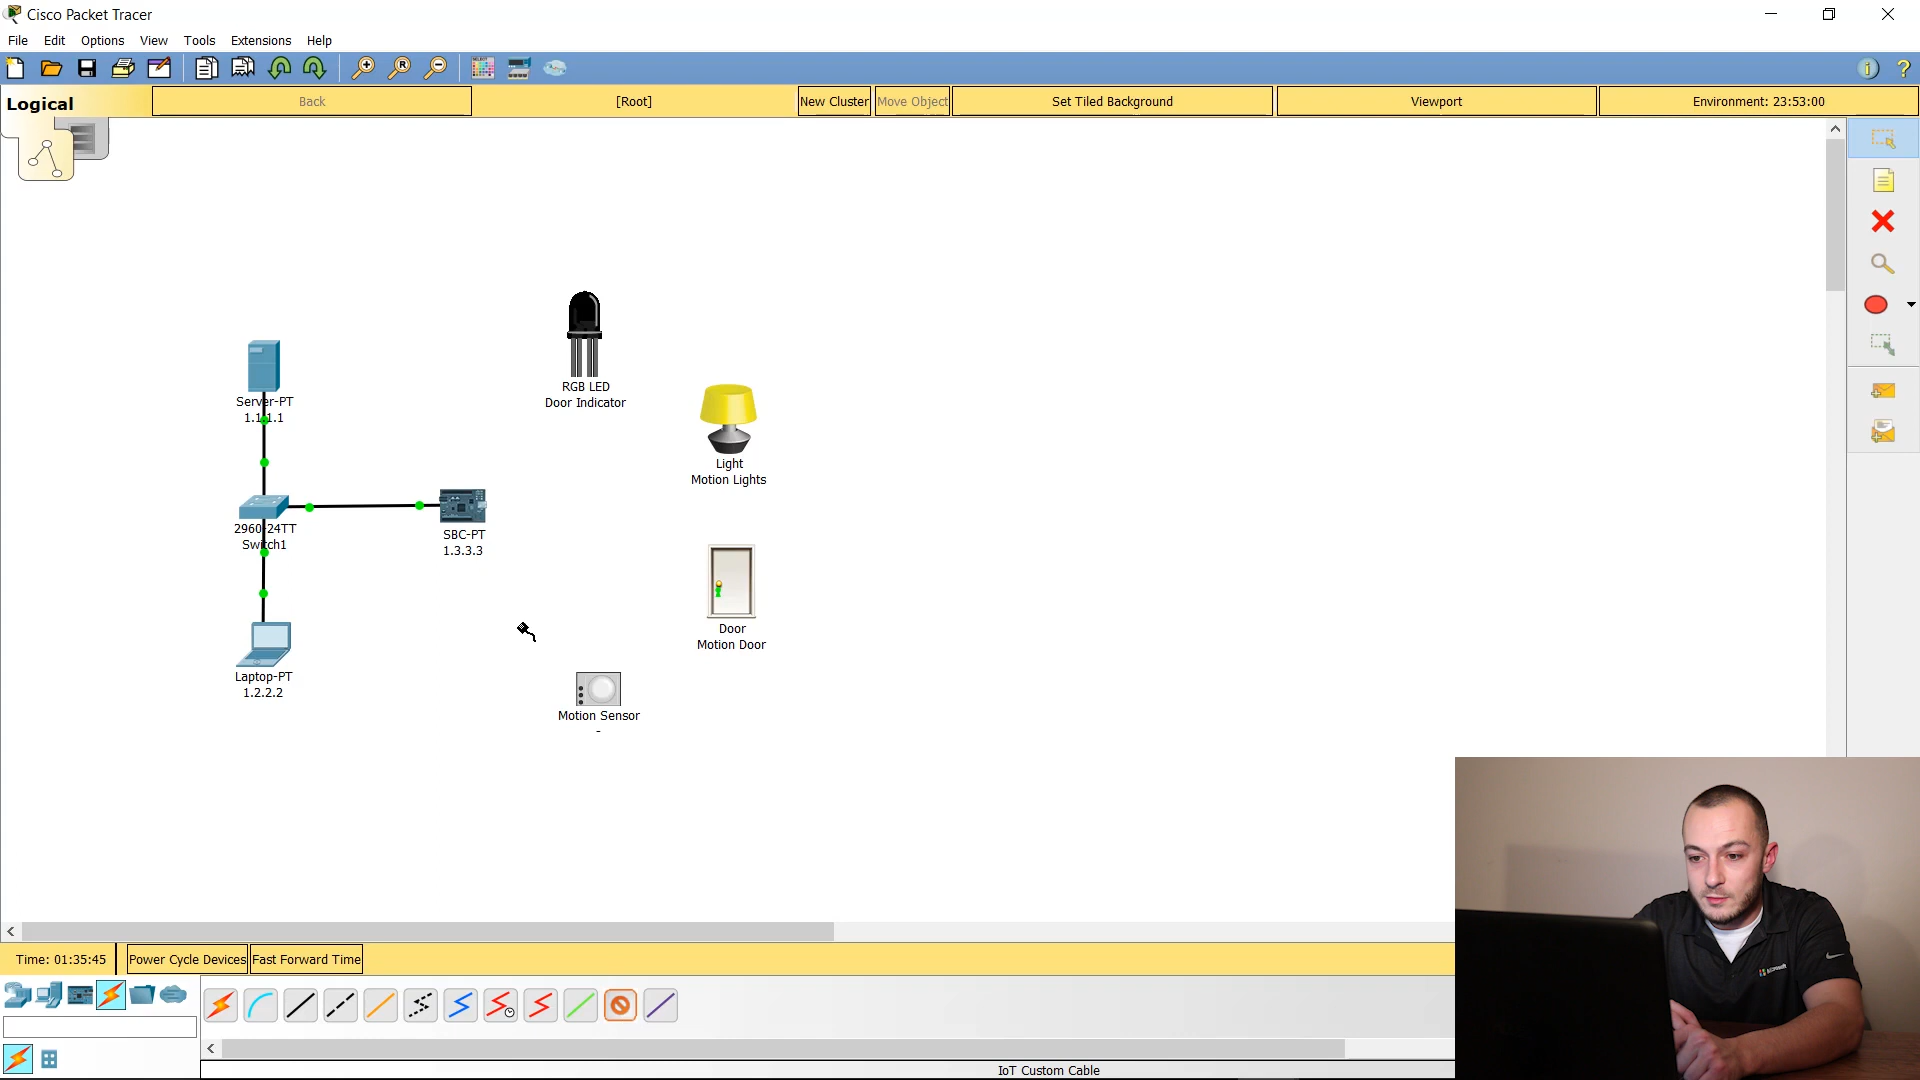 Cisco Packet Tracer
File Edit Options View Tools Extensions Help
Logical
Back
[Root]
New Cluster
Move Object
Set Tiled Background
Viewport
Environment: 23:53:00
RGB LED
Door Indicator
Server-PT
1.1.1.1
Light
Motion Lights
2960-24TT
Switch1
SBC-PT
1.3.3.3
Door
Motion Door
Laptop-PT
1.2.2.2
Motion Sensor
-
Time: 01:35:45
Power Cycle Devices
Fast Forward Time
IoT Custom Cable
Microsoft